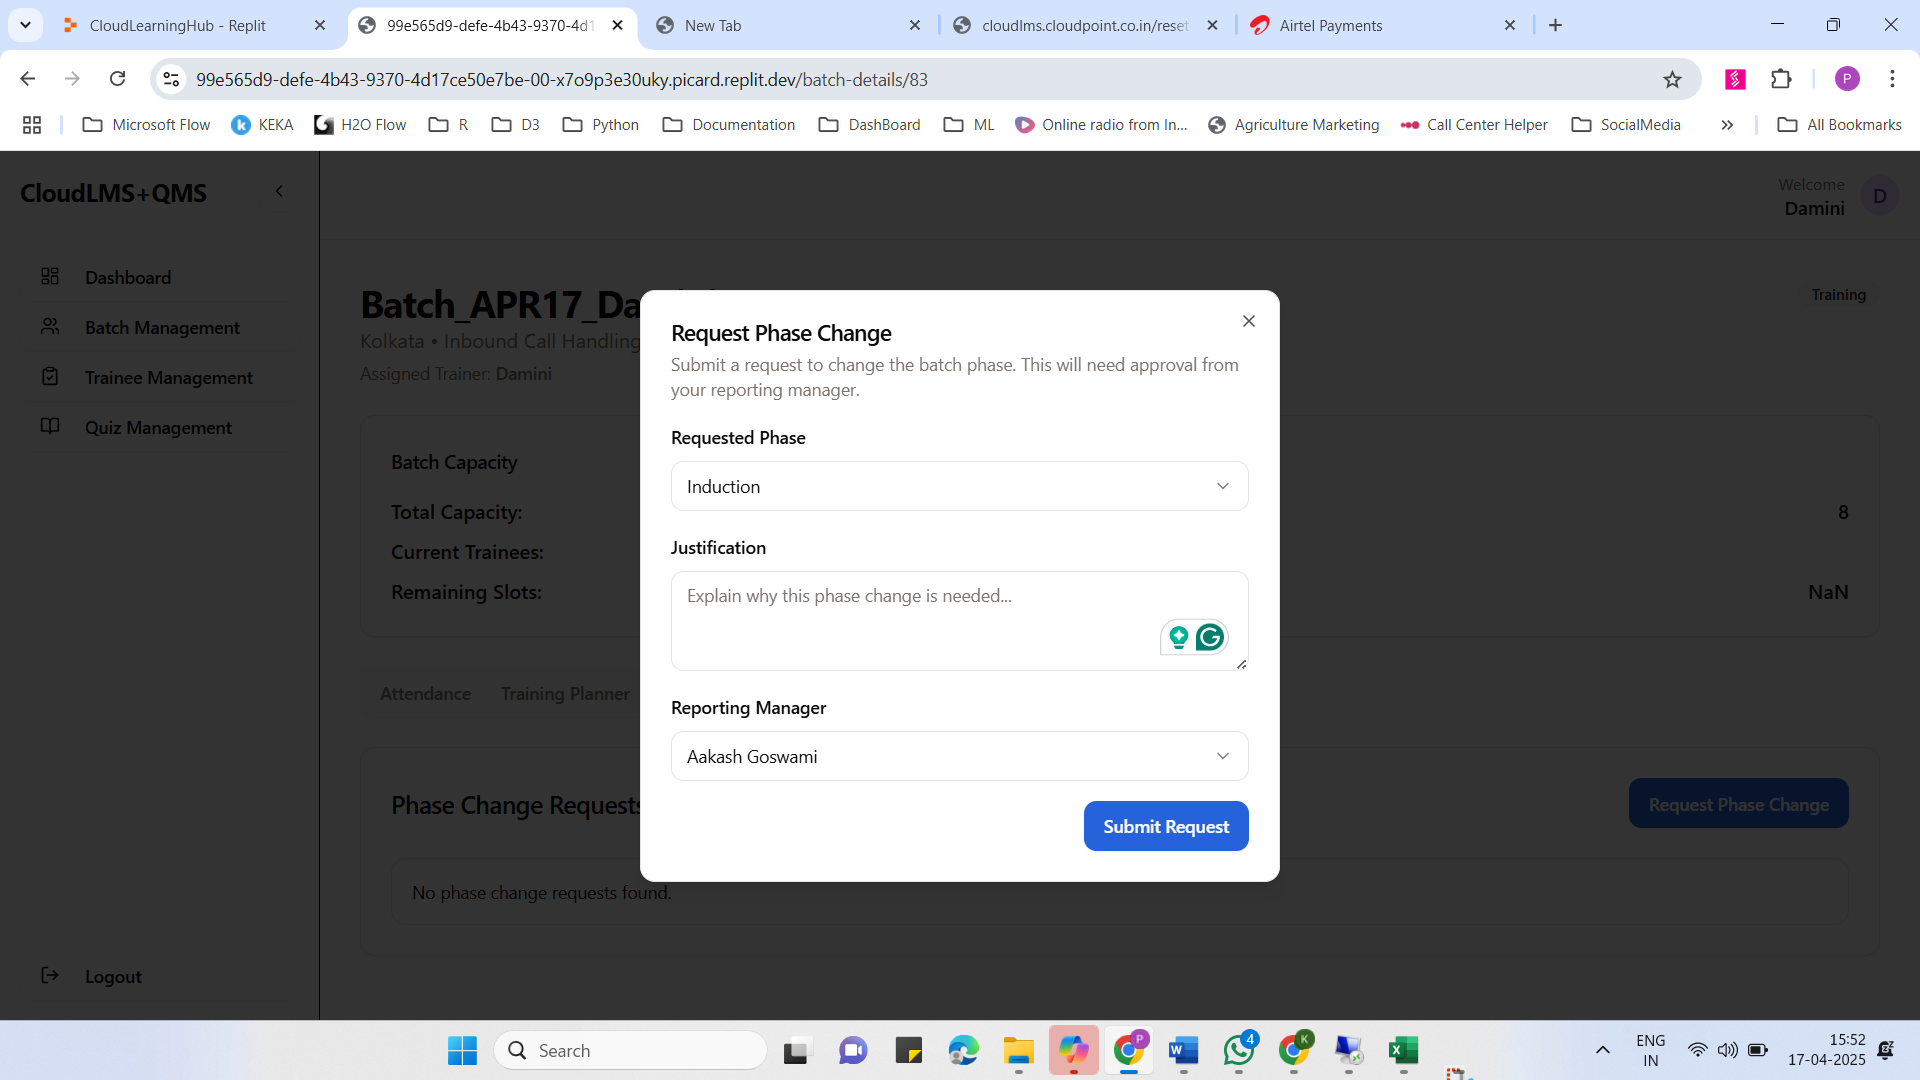 CloudLearningHub - Replit
99e565d9-defe-4b43-9370-4d1
New Tab
cloudlms.cloudpoint.co.in/reset
Airtel Payments
99e565d9-defe-4b43-9370-4d17ce50e7be-00-x7o9p3e30uky.picard.replit.dev/batch-details/83
P
Microsoft Flow
KEKA
H2O Flow
R
D3
Python
Documentation
DashBoard
ML
Online radio from In...
Agriculture Marketing
Call Center Helper
SocialMedia
All Bookmarks
CloudLMS+QMS
Welcome
Damini
D
Dashboard
Batch Management
Trainee Management
Quiz Management
Logout
Batch_APR17_Da
Kolkata • Inbound Call Handling
Assigned Trainer: Damini
Training
Batch Capacity
Total Capacity:
8
Current Trainees:
Remaining Slots:
NaN
Attendance
Training Planner
Phase Change Requests
Request Phase Change
No phase change requests found.
Request Phase Change
Submit a request to change the batch phase. This will need approval from
your reporting manager.
Requested Phase
Induction
Justification
Explain why this phase change is needed...
Reporting Manager
Aakash Goswami
Submit Request
Search
P
4
K
ENG
IN
15:52
17-04-2025